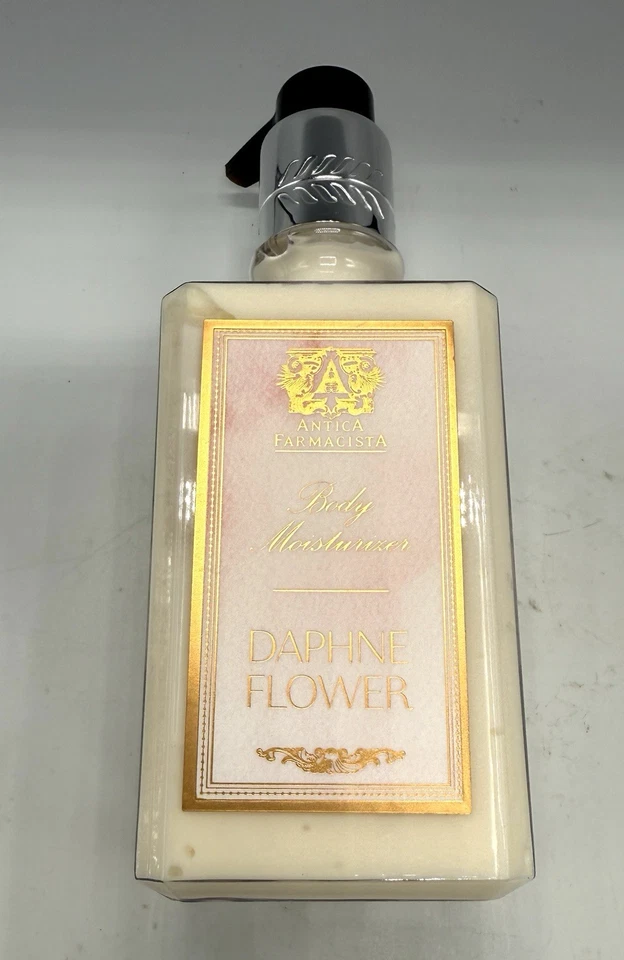 A
ANTICA
FARMACISTA
Body
Moisturizer
DAPHNE
FLOWER